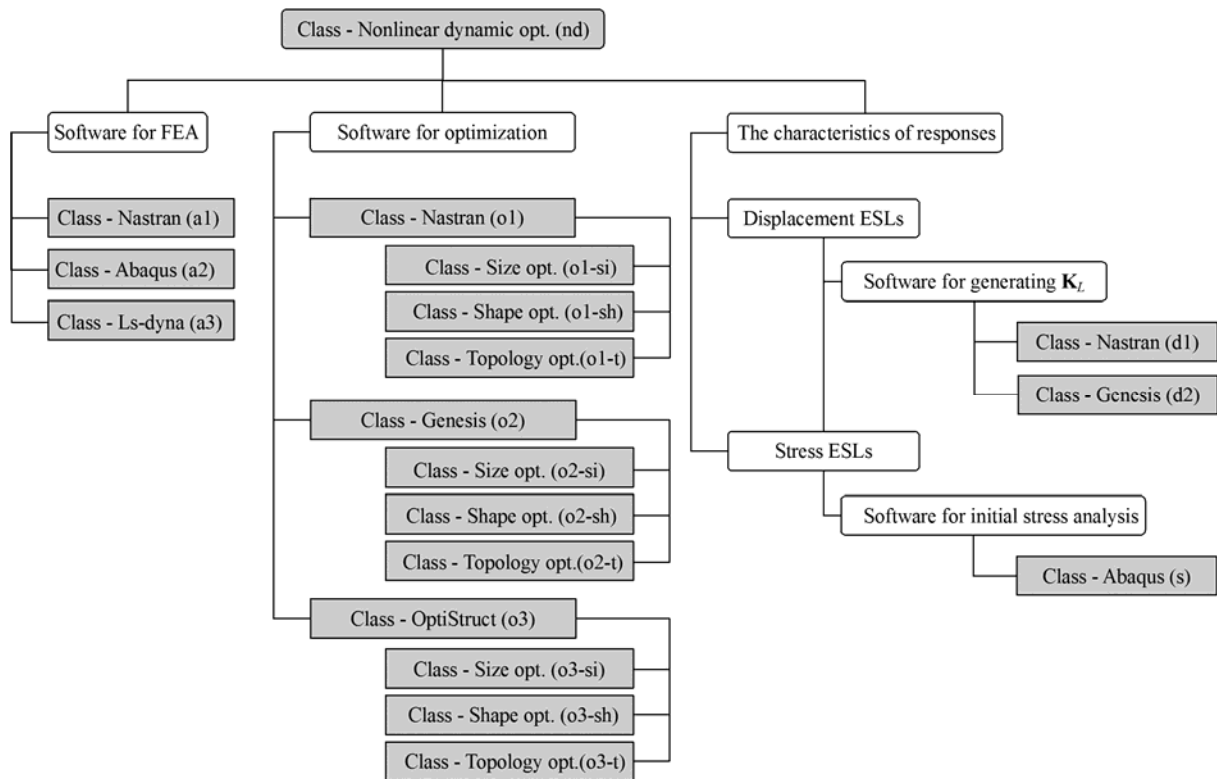 Class - Nonlinear dynamic opt. (nd)
Software for FEA
Class - Nastran (a1)
Class - Abaqus (a2)
Class - Ls-dyna (a3)
Software for optimization
Class - Nastran (o1)
Class - Size opt. (o1-si)
Class - Shape opt. (o1-sh)
Class - Topology opt.(o1-t)
Class - Genesis (o2)
Class - Size opt. (o2-si)
Class - Shape opt. (o2-sh)
Class - Topology opt.(o2-t)
Class - OptiStruct (o3)
Class - Size opt. (o3-si)
Class - Shape opt. (o3-sh)
Class - Topology opt.(o3-t)
The characteristics of responses
Displacement ESLs
Software for generating K_L
Class - Nastran (d1)
Class - Genesis (d2)
Stress ESLs
Software for initial stress analysis
Class - Abaqus (s)